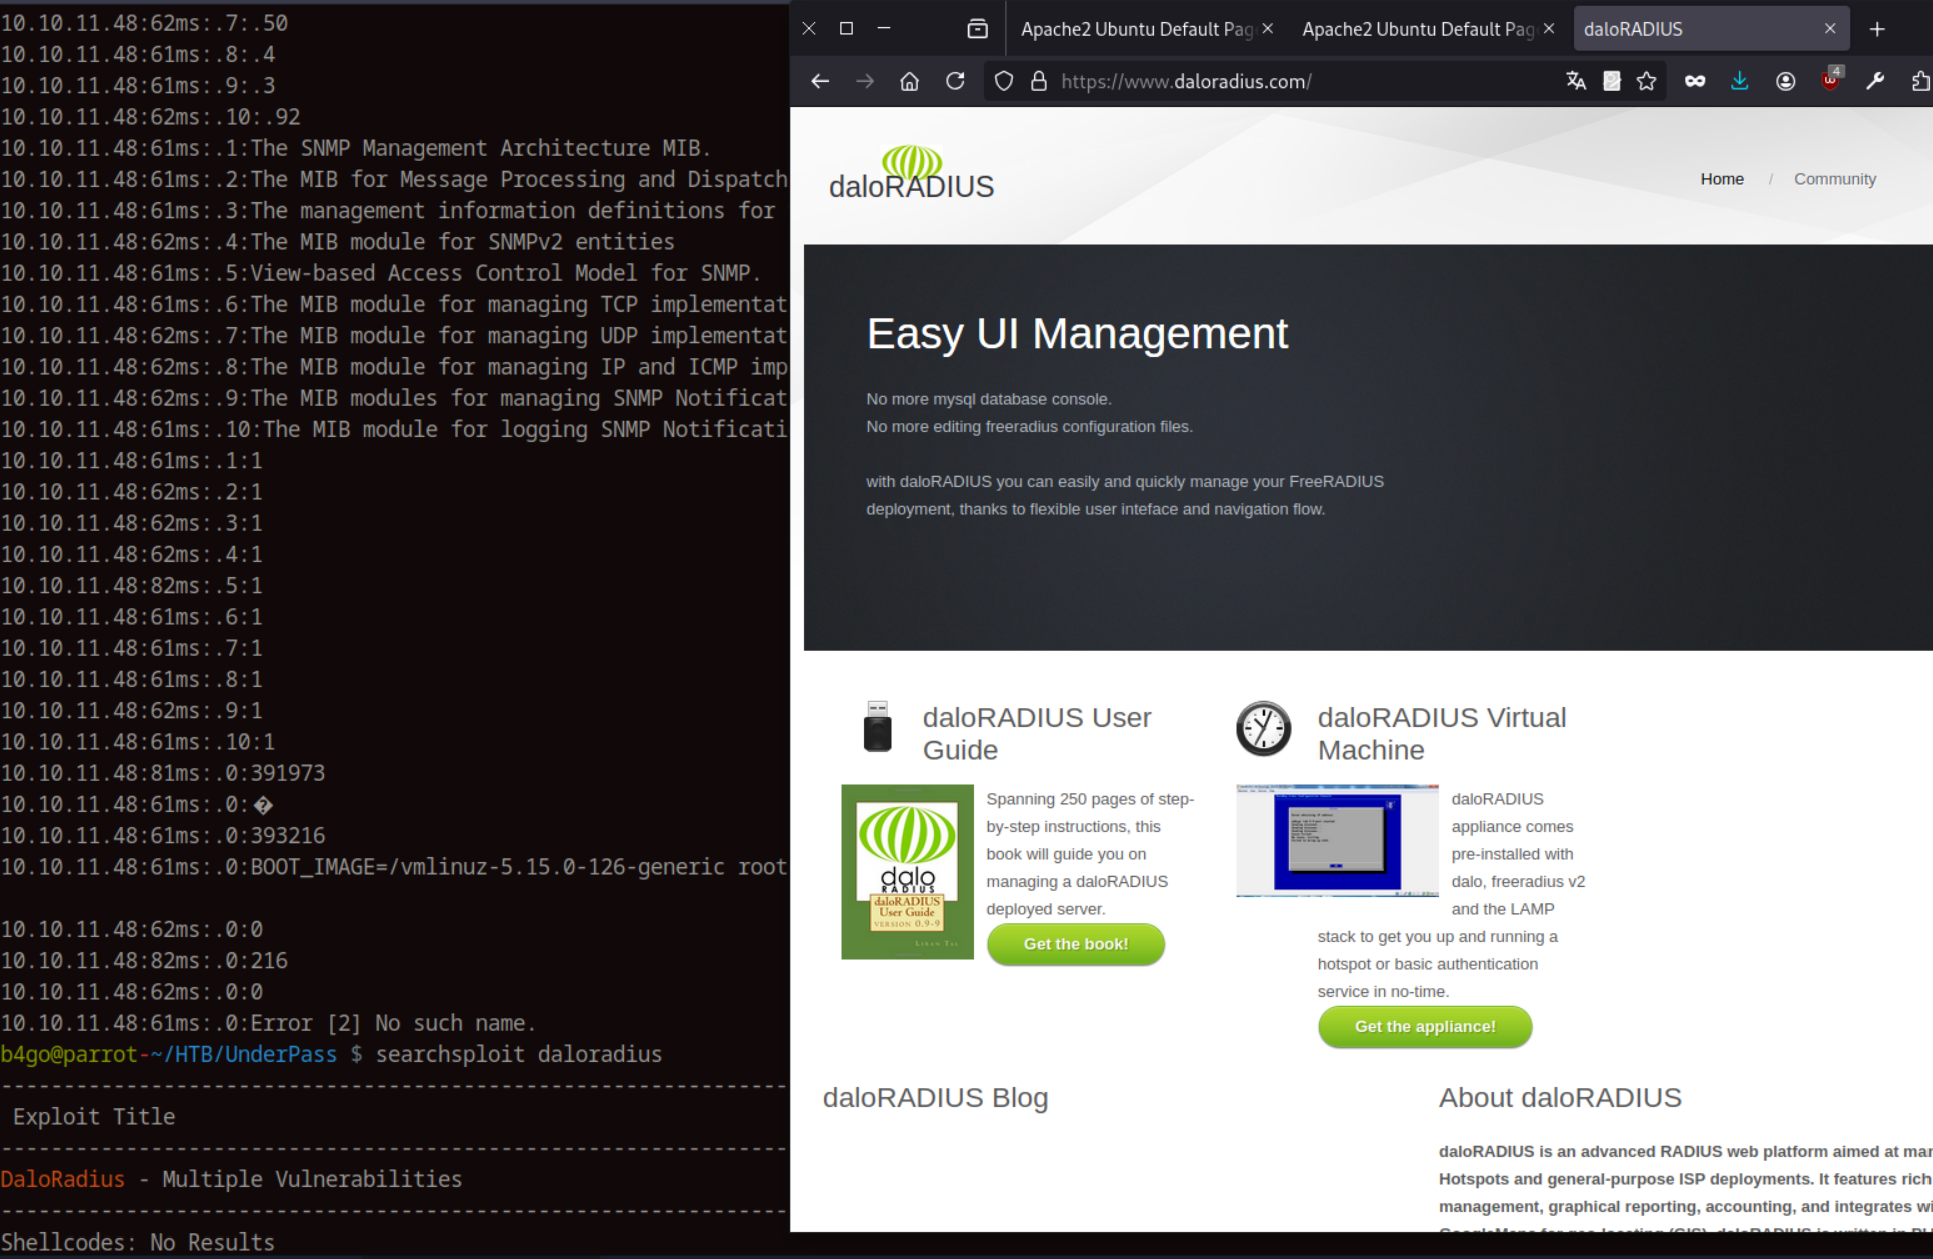 10.10.11.48:62ms:.7:.50
10.10.11.48:61ms:.8:.4
10.10.11.48:61ms:.9:.3
10.10.11.48:62ms:.10:.92
10.10.11.48:61ms:.1:The SNMP Management Architecture MIB.
10.10.11.48:61ms:.2:The MIB for Message Processing and Dispatch
10.10.11.48:61ms:.3:The management information definitions for
10.10.11.48:62ms:.4:The MIB module for SNMPv2 entities
10.10.11.48:61ms:.5:View-based Access Control Model for SNMP.
10.10.11.48:61ms:.6:The MIB module for managing TCP implementat
10.10.11.48:62ms:.7:The MIB module for managing UDP implementat
10.10.11.48:62ms:.8:The MIB module for managing IP and ICMP imp
10.10.11.48:62ms:.9:The MIB modules for managing SNMP Notificat
10.10.11.48:61ms:.10:The MIB module for logging SNMP Notificati
10.10.11.48:61ms:.1:1
10.10.11.48:62ms:.2:1
10.10.11.48:62ms:.3:1
10.10.11.48:62ms:.4:1
10.10.11.48:82ms:.5:1
10.10.11.48:61ms:.6:1
10.10.11.48:61ms:.7:1
10.10.11.48:61ms:.8:1
10.10.11.48:62ms:.9:1
10.10.11.48:61ms:.10:1
10.10.11.48:81ms:.0:391973
10.10.11.48:61ms:.0:�
10.10.11.48:61ms:.0:393216
10.10.11.48:61ms:.0:BOOT_IMAGE=/vmlinuz-5.15.0-126-generic root
10.10.11.48:62ms:.0:0
10.10.11.48:82ms:.0:216
10.10.11.48:62ms:.0:0
10.10.11.48:61ms:.0:Error [2] No such name.
b4go@parrot-~/HTB/UnderPass $ searchsploit daloradius
---------------------------------------------------------------
Exploit Title
---------------------------------------------------------------
DaloRadius - Multiple Vulnerabilities
---------------------------------------------------------------
Shellcodes: No Results
Apache2 Ubuntu Default Pag
Apache2 Ubuntu Default Pag
daloRADIUS
https://www.daloradius.com/
4
daloRADIUS
Home / Community
Easy UI Management
No more mysql database console.
No more editing freeradius configuration files.
with daloRADIUS you can easily and quickly manage your FreeRADIUS
deployment, thanks to flexible user inteface and navigation flow.
daloRADIUS User
Guide
dalo
RADIUS
daloRADIUS
User Guide
VERSION 0.9-9
LIRAN TAL
Spanning 250 pages of step-
by-step instructions, this
book will guide you on
managing a daloRADIUS
deployed server.
Get the book!
daloRADIUS Virtual
Machine
daloRADIUS
appliance comes
pre-installed with
dalo, freeradius v2
and the LAMP
stack to get you up and running a
hotspot or basic authentication
service in no-time.
Get the appliance!
daloRADIUS Blog
About daloRADIUS
daloRADIUS is an advanced RADIUS web platform aimed at mar
Hotspots and general-purpose ISP deployments. It features rich
management, graphical reporting, accounting, and integrates wi